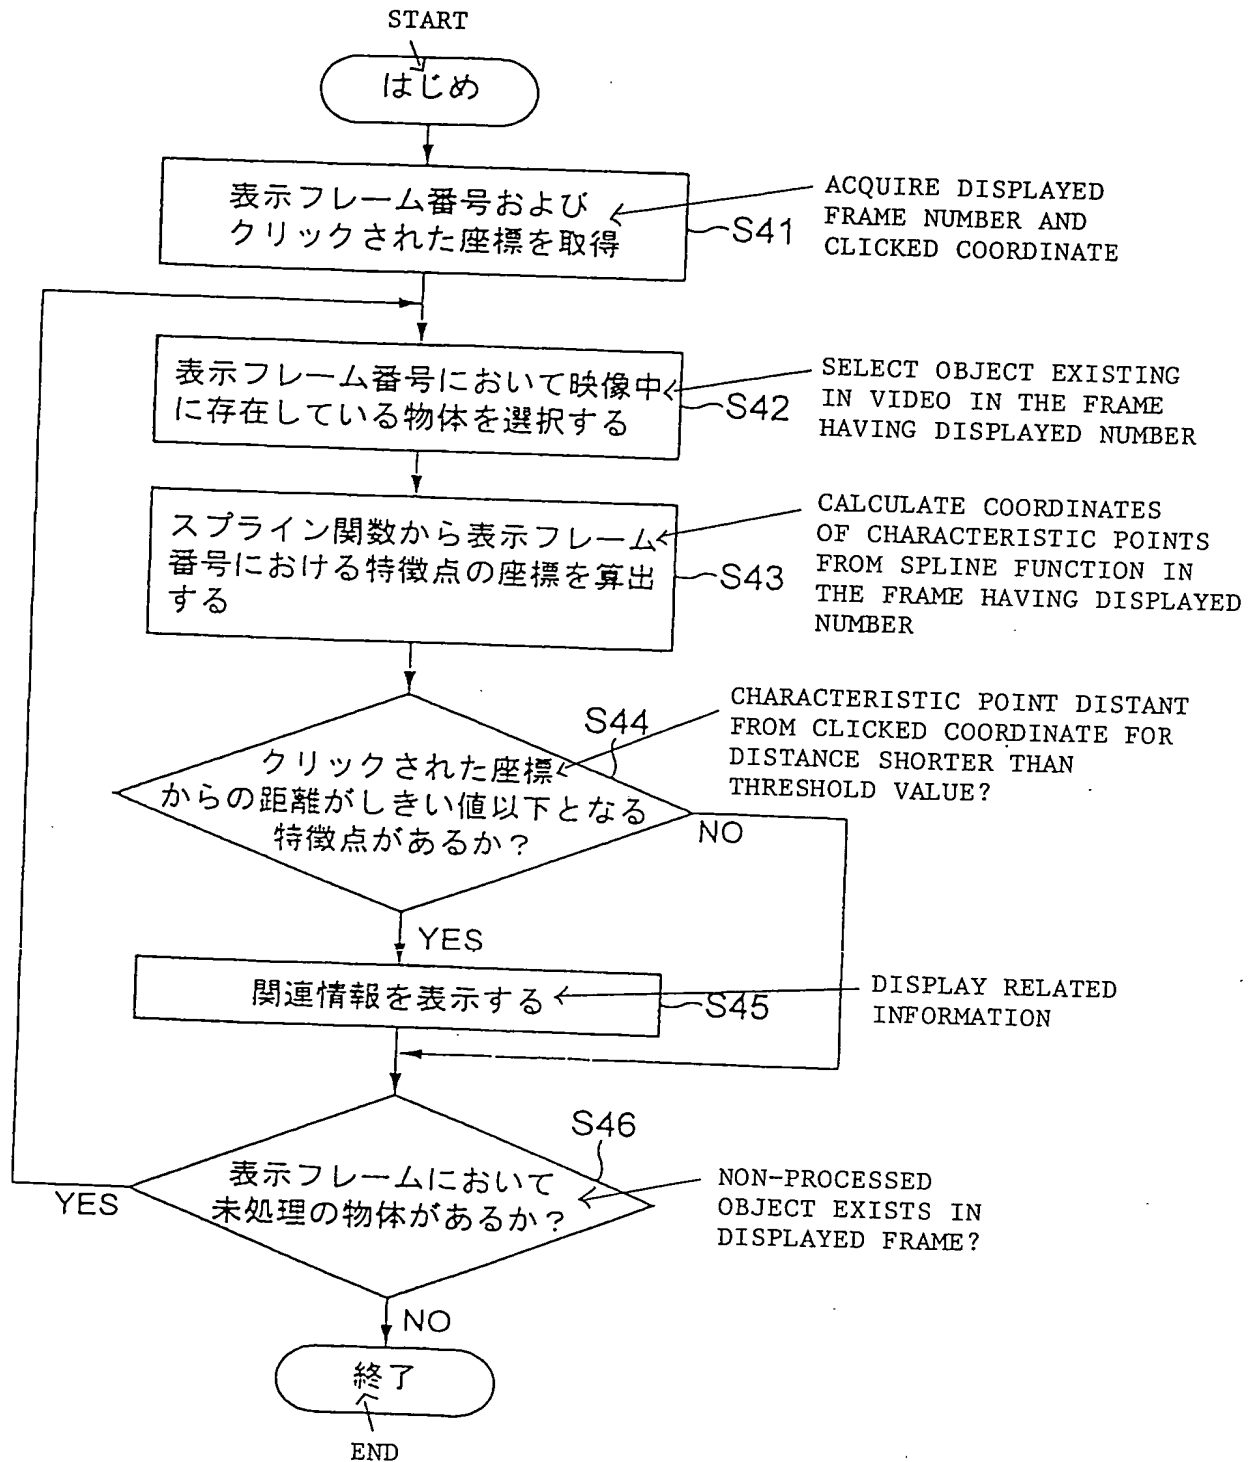 START
はじめ
表示フレーム番号および
クリックされた座標を取得
S41
ACQUIRE DISPLAYED
FRAME NUMBER AND
CLICKED COORDINATE
表示フレーム番号において映像中
に存在している物体を選択する
S42
SELECT OBJECT EXISTING
IN VIDEO IN THE FRAME
HAVING DISPLAYED NUMBER
スプライン関数から表示フレーム
番号における特徴点の座標を算出
する
S43
CALCULATE COORDINATES
OF CHARACTERISTIC POINTS
FROM SPLINE FUNCTION IN
THE FRAME HAVING DISPLAYED
NUMBER
S44
クリックされた座標
からの距離がしきい値以下となる
特徴点があるか?
CHARACTERISTIC POINT DISTANT
FROM CLICKED COORDINATE FOR
DISTANCE SHORTER THAN
THRESHOLD VALUE?
NO
YES
関連情報を表示する
S45
DISPLAY RELATED
INFORMATION
S46
表示フレームにおいて
未処理の物体があるか?
NON-PROCESSED
OBJECT EXISTS IN
DISPLAYED FRAME?
YES
NO
終了
END